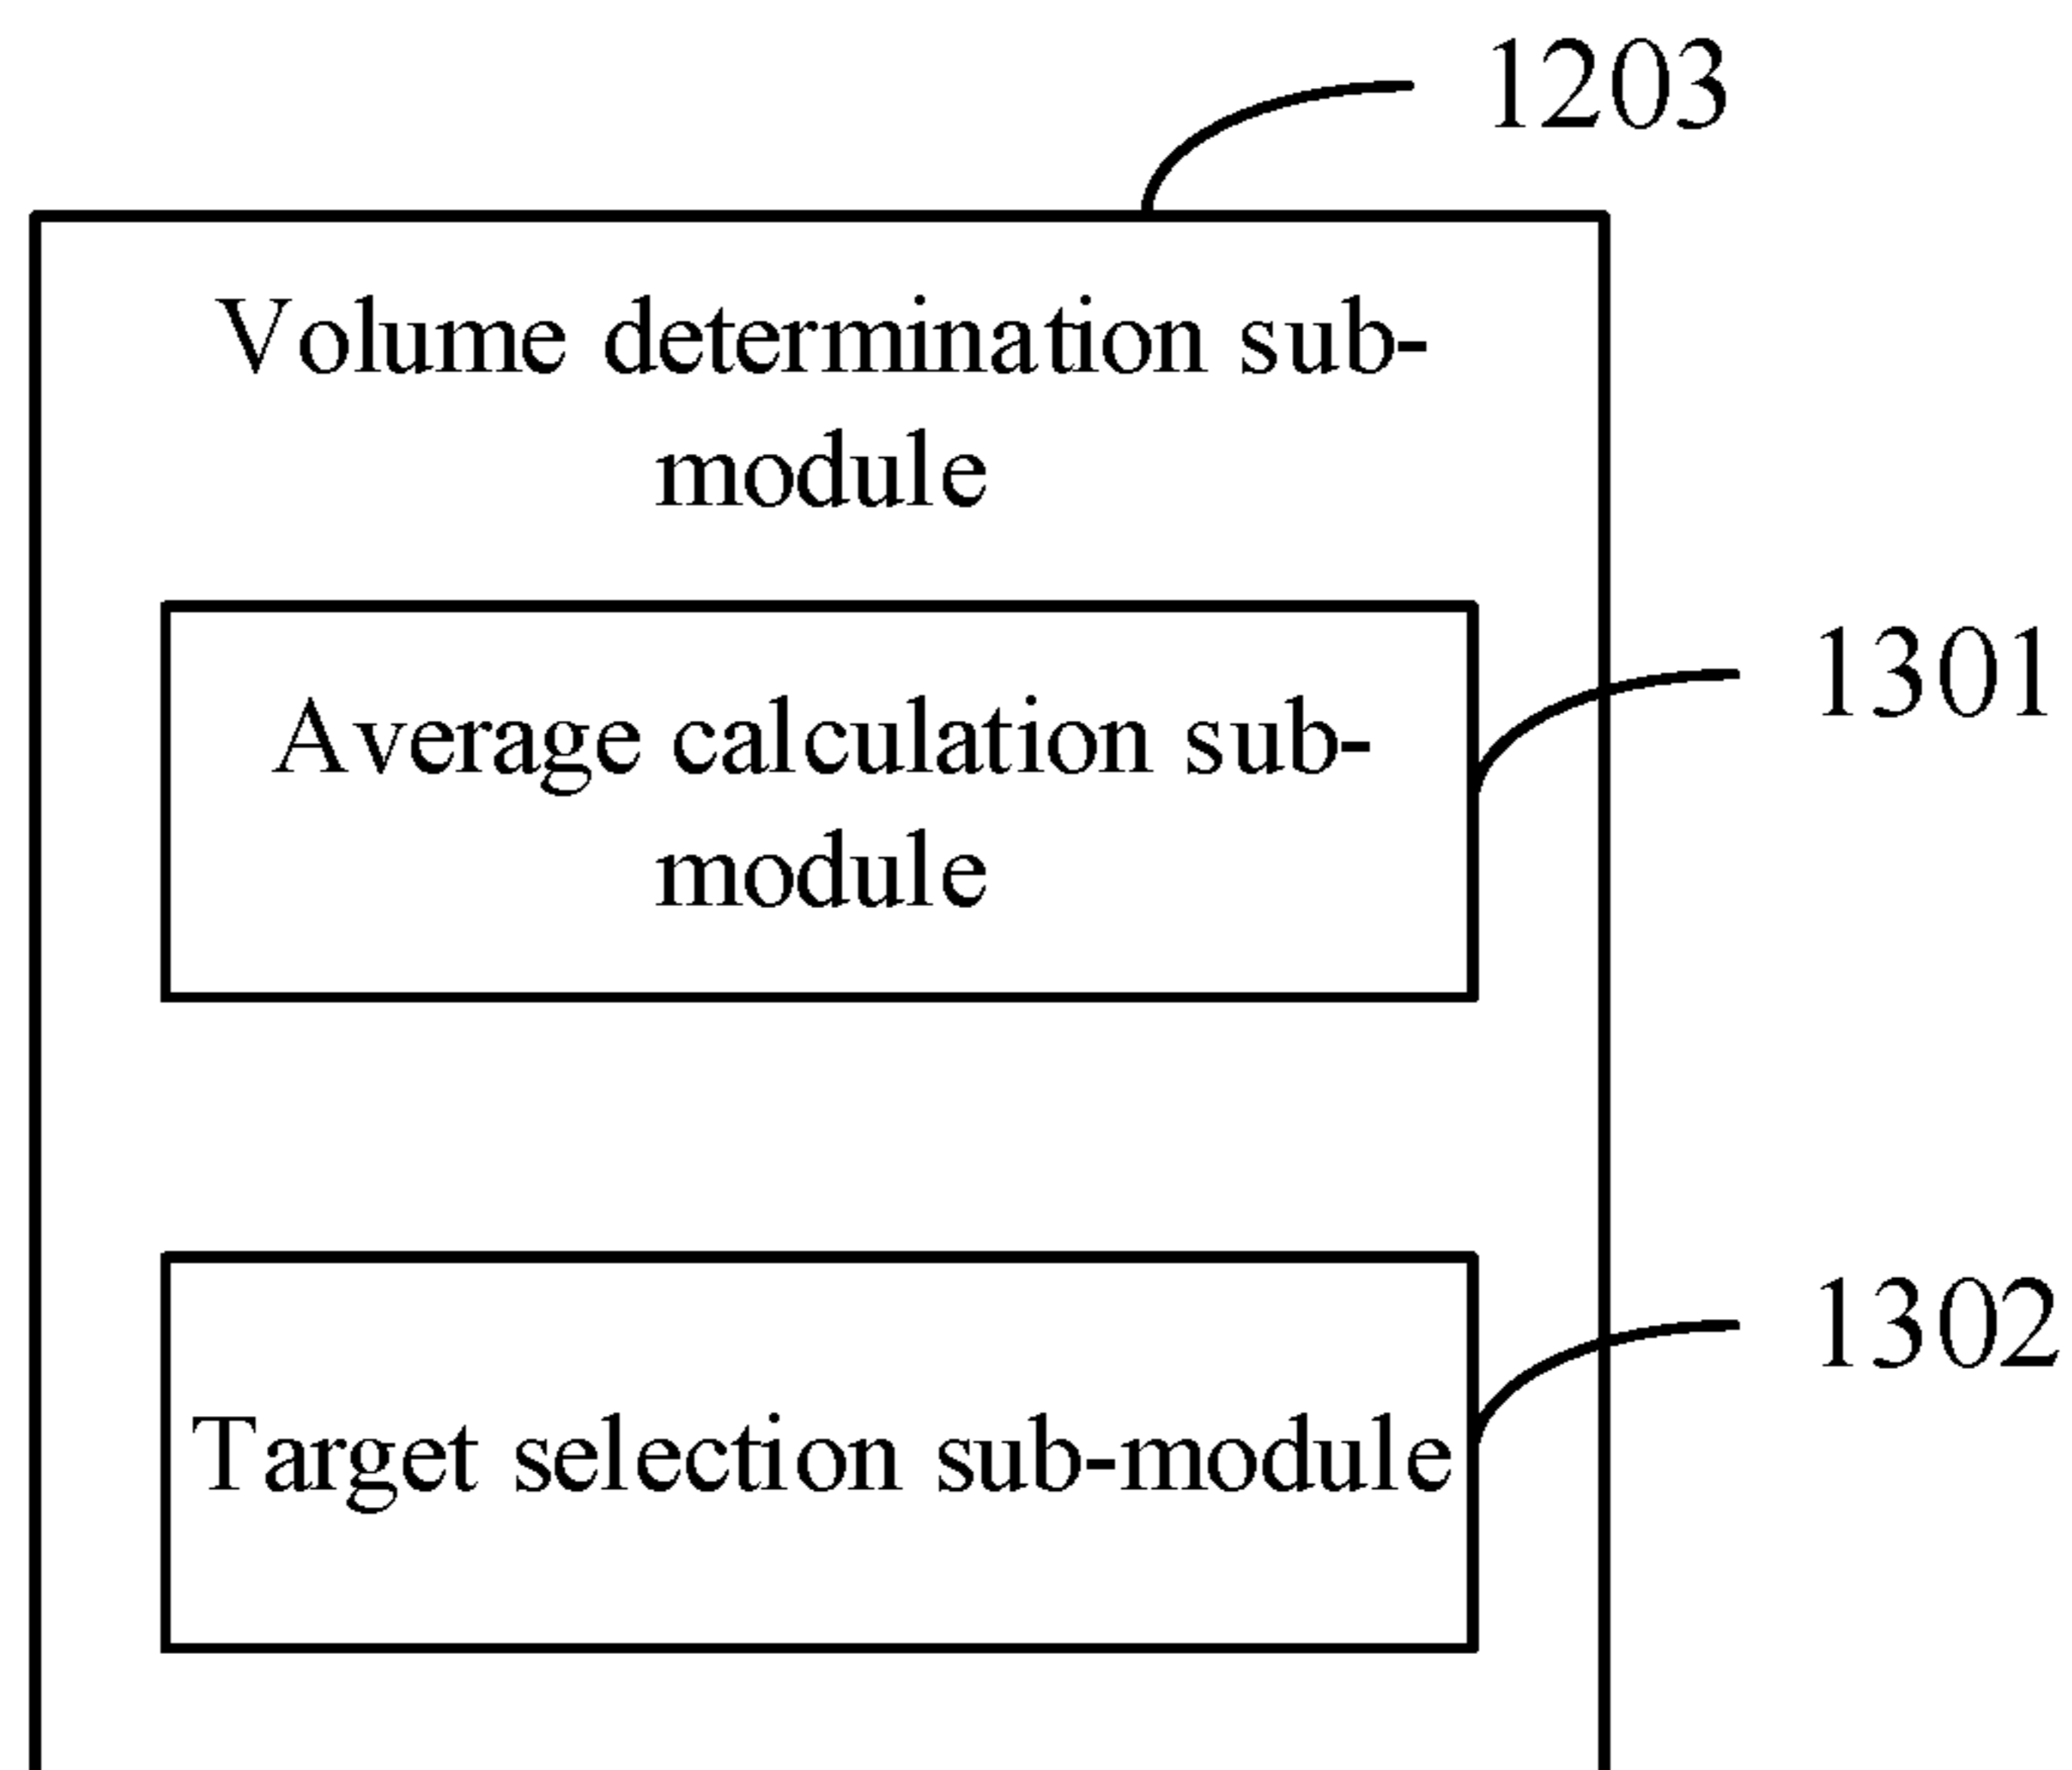 1203
Volume determination sub-
module
1301
Average calculation sub-
module
1302
Target selection sub-module